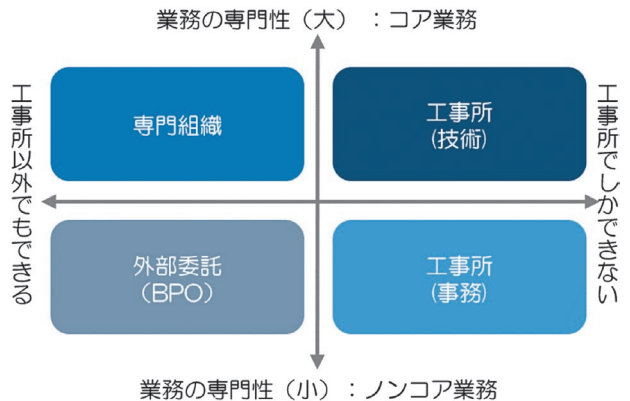 業務の専門性（大）：コア業務
工事所以外でもできる
専門組織
工事所
(技術)
工事所でしかできない
外部委託
（BPO）
工事所
(事務)
業務の専門性（小）：ノンコア業務